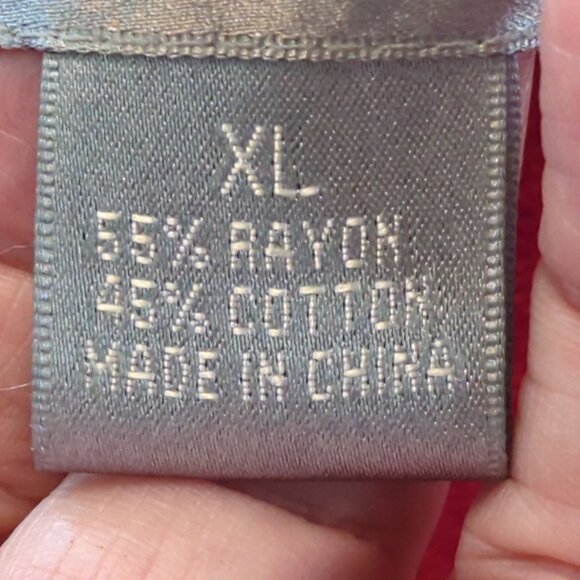 XL
55% RAYON
45% COTTON
MADE IN CHINA